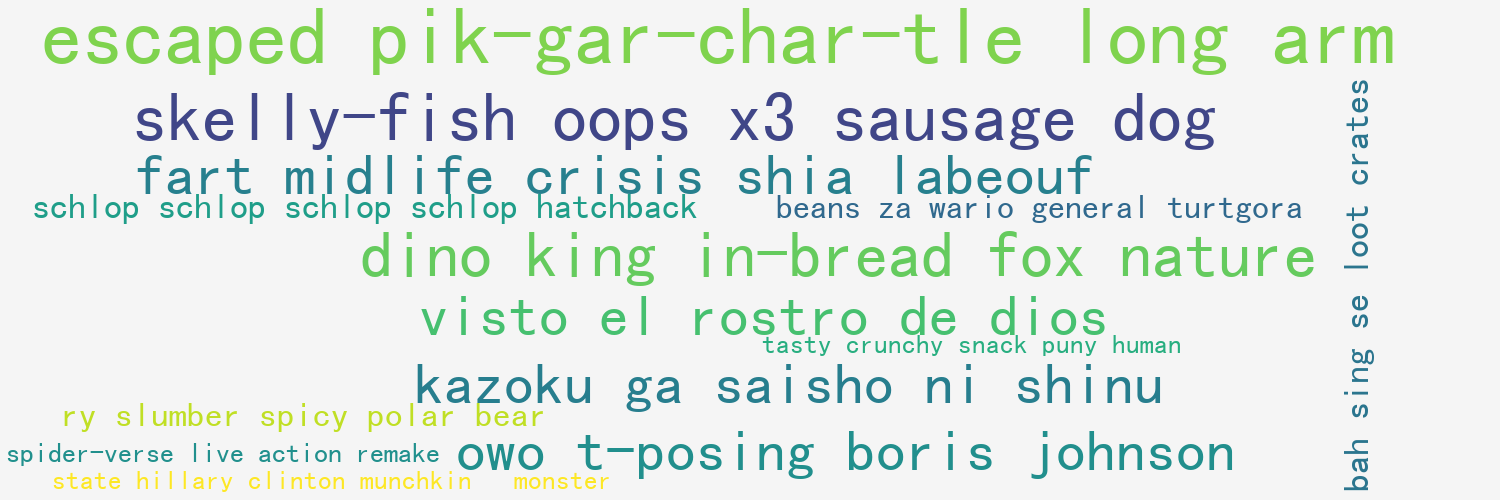 escaped pik-gar-char-tle long arm
skelly-fish oops x3 sausage dog
fart midlife crisis shia labeouf
schlop schlop schlop schlop hatchback
beans za wario general turtgora
dino king in-bread fox nature
visto el rostro de dios
tasty crunchy snack puny human
kazoku ga saisho ni shinu
ry slumber spicy polar bear
spider-verse live action remake
owo t-posing boris johnson
state hillary clinton munchkin monster
bah sing se loot crates